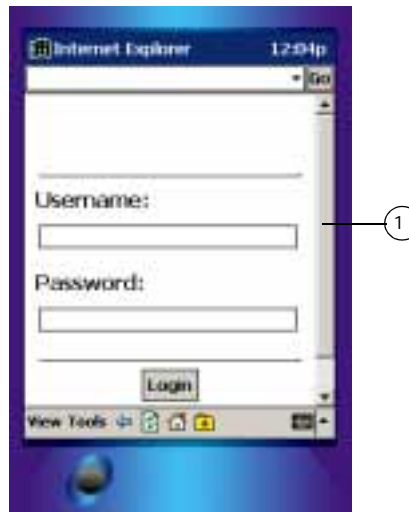 Internet Explorer 12:04p
Go
Username:
1
Password:
Login
View Tools